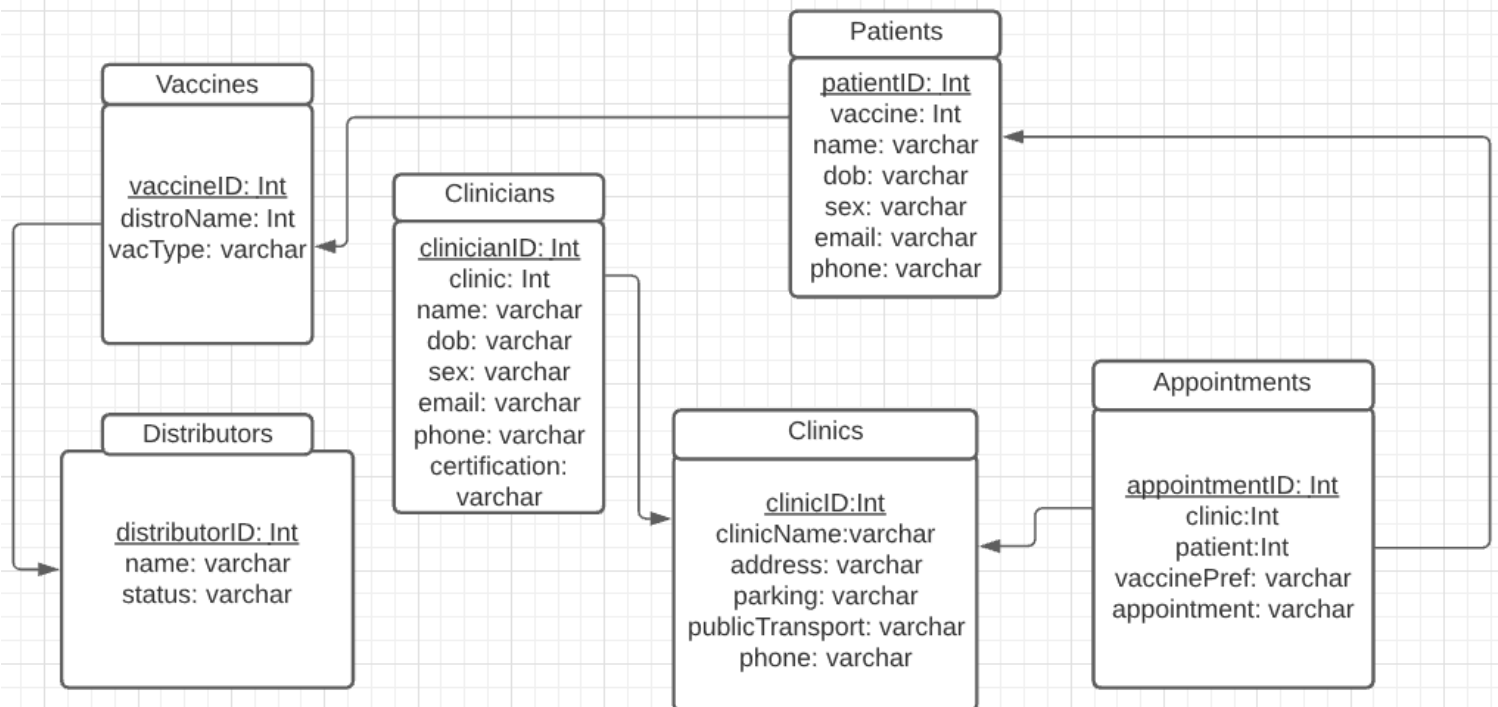 Vaccines
vaccineID: Int
distroName: Int
vacType: varchar
Distributors
distributorID: Int
name: varchar
status: varchar
Clinicians
clinicianID: Int
clinic: Int
name: varchar
dob: varchar
sex: varchar
email: varchar
phone: varchar
certification:
varchar
Patients
patientID: Int
vaccine: Int
name: varchar
dob: varchar
sex: varchar
email: varchar
phone: varchar
Clinics
clinicID:Int
clinicName:varchar
address: varchar
parking: varchar
publicTransport: varchar
phone: varchar
Appointments
appointmentID: Int
clinic:Int
patient:Int
vaccinePref: varchar
appointment: varchar